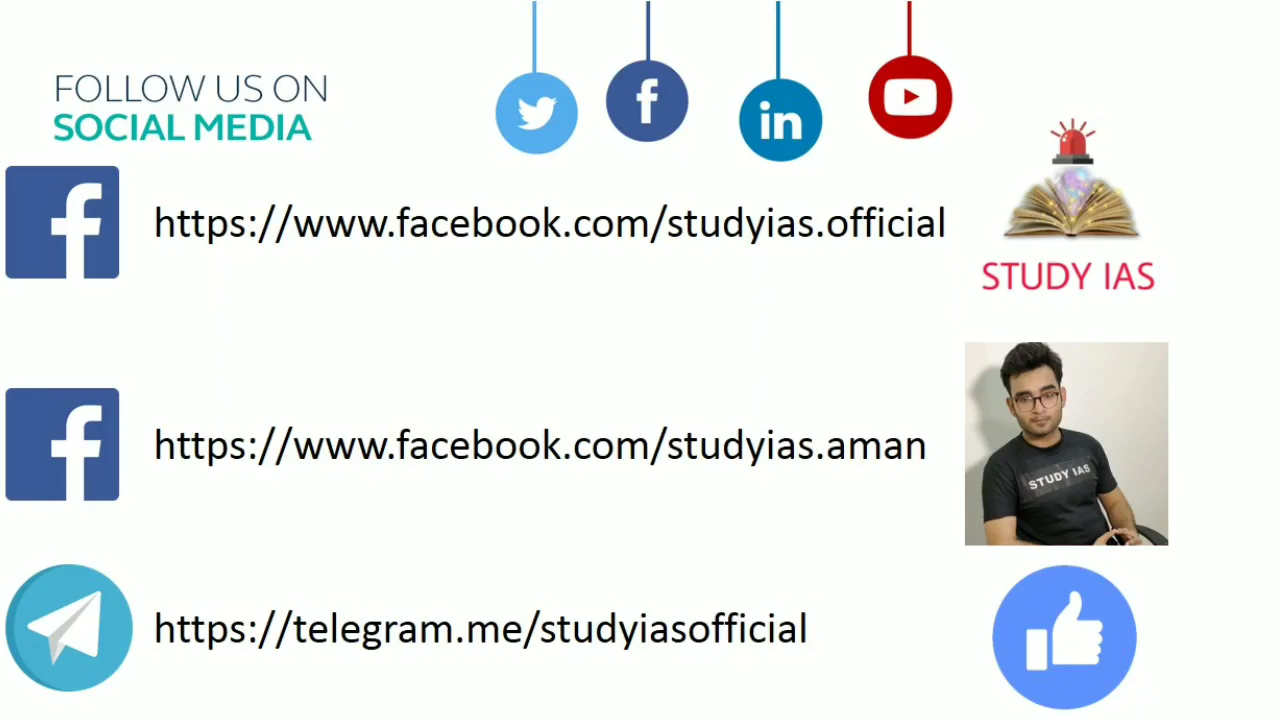 FOLLOW US ON
SOCIAL MEDIA
https://www.facebook.com/studyias.official
STUDY IAS
https://www.facebook.com/studyias.aman
STUDY IAS
https://telegram.me/studyiasofficial